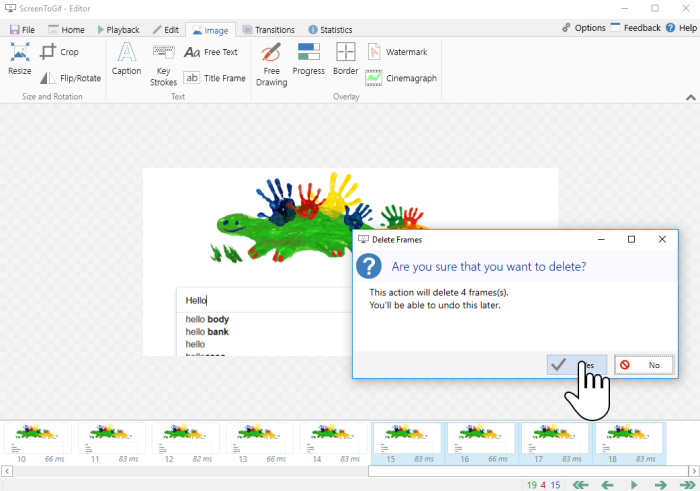 ScreenToGif - Editor
File Home Playback Edit Image Transitions Statistics Options Feedback Help
Resize Crop Flip/Rotate
Size and Rotation
Caption Key Strokes Free Text Title Frame
Text
Free Drawing Progress Border Watermark Cinemagraph
Overlay
Delete Frames
Are you sure that you want to delete?
This action will delete 4 frames(s).
You'll be able to undo this later.
No
Hello
hello body
hello bank
hello
10 66 ms 11 83 ms 12 82 ms 13 66 ms 14 83 ms 15 83 ms 16 83 ms 17 83 ms 18 83 ms
19 4 15